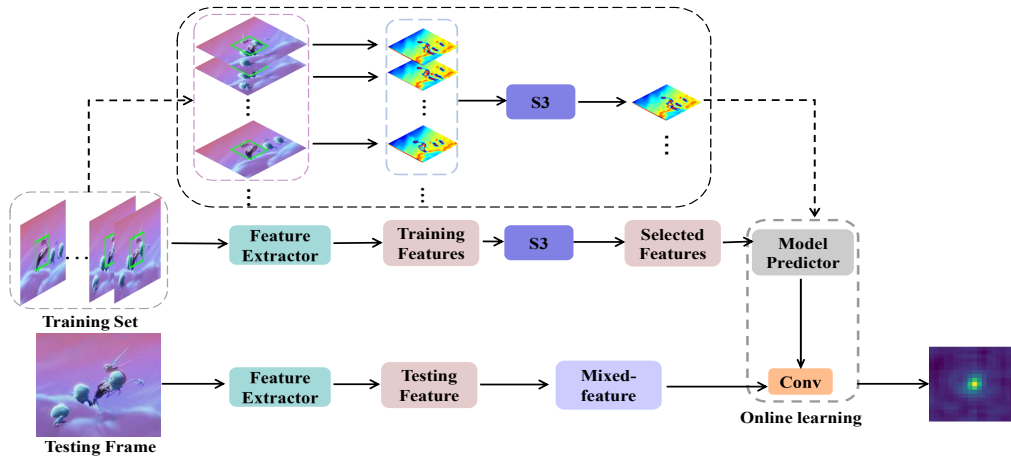 S3
Feature
Extractor
Training
Features
S3
Selected
Features
Model
Predictor
Training Set
Feature
Extractor
Testing
Feature
Mixed-
feature
Conv
Online learning
Testing Frame